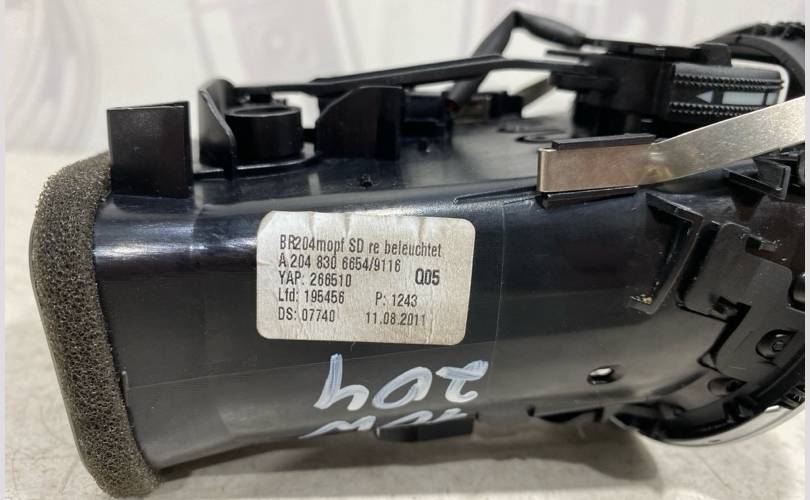 BR204mopf SD re beleuchtet
A 204 830 6654/9116 Q05
YAP: 266510
Lfd: 195456 P: 1243
DS: 07740 11.08.2011
204